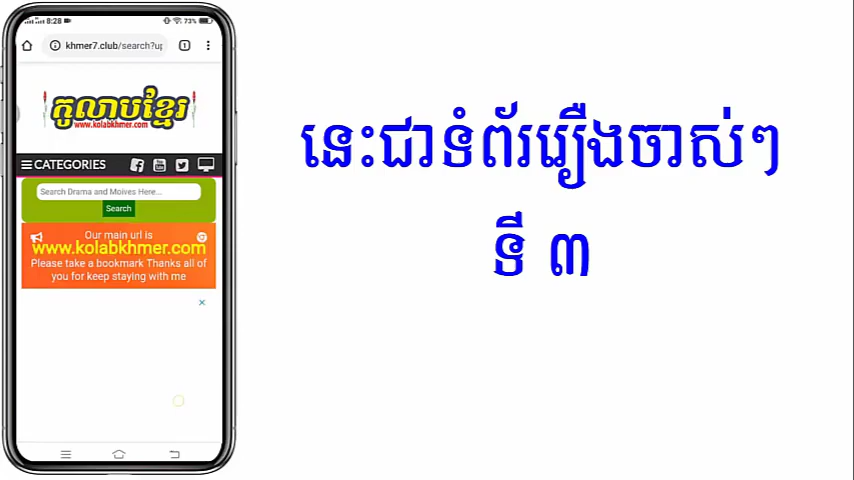 8:28
73%
khmer7.club/search?up
1
កូលាបខ្មែរ
www.kolabkhmer.com
CATEGORIES
Search Drama and Moives Here...
Search
Our main url is
www.kolabkhmer.com
Please take a bookmark Thanks all of
you for keep staying with me
នេះជាទំព័ររឿងចាស់ៗ
ទី ៣